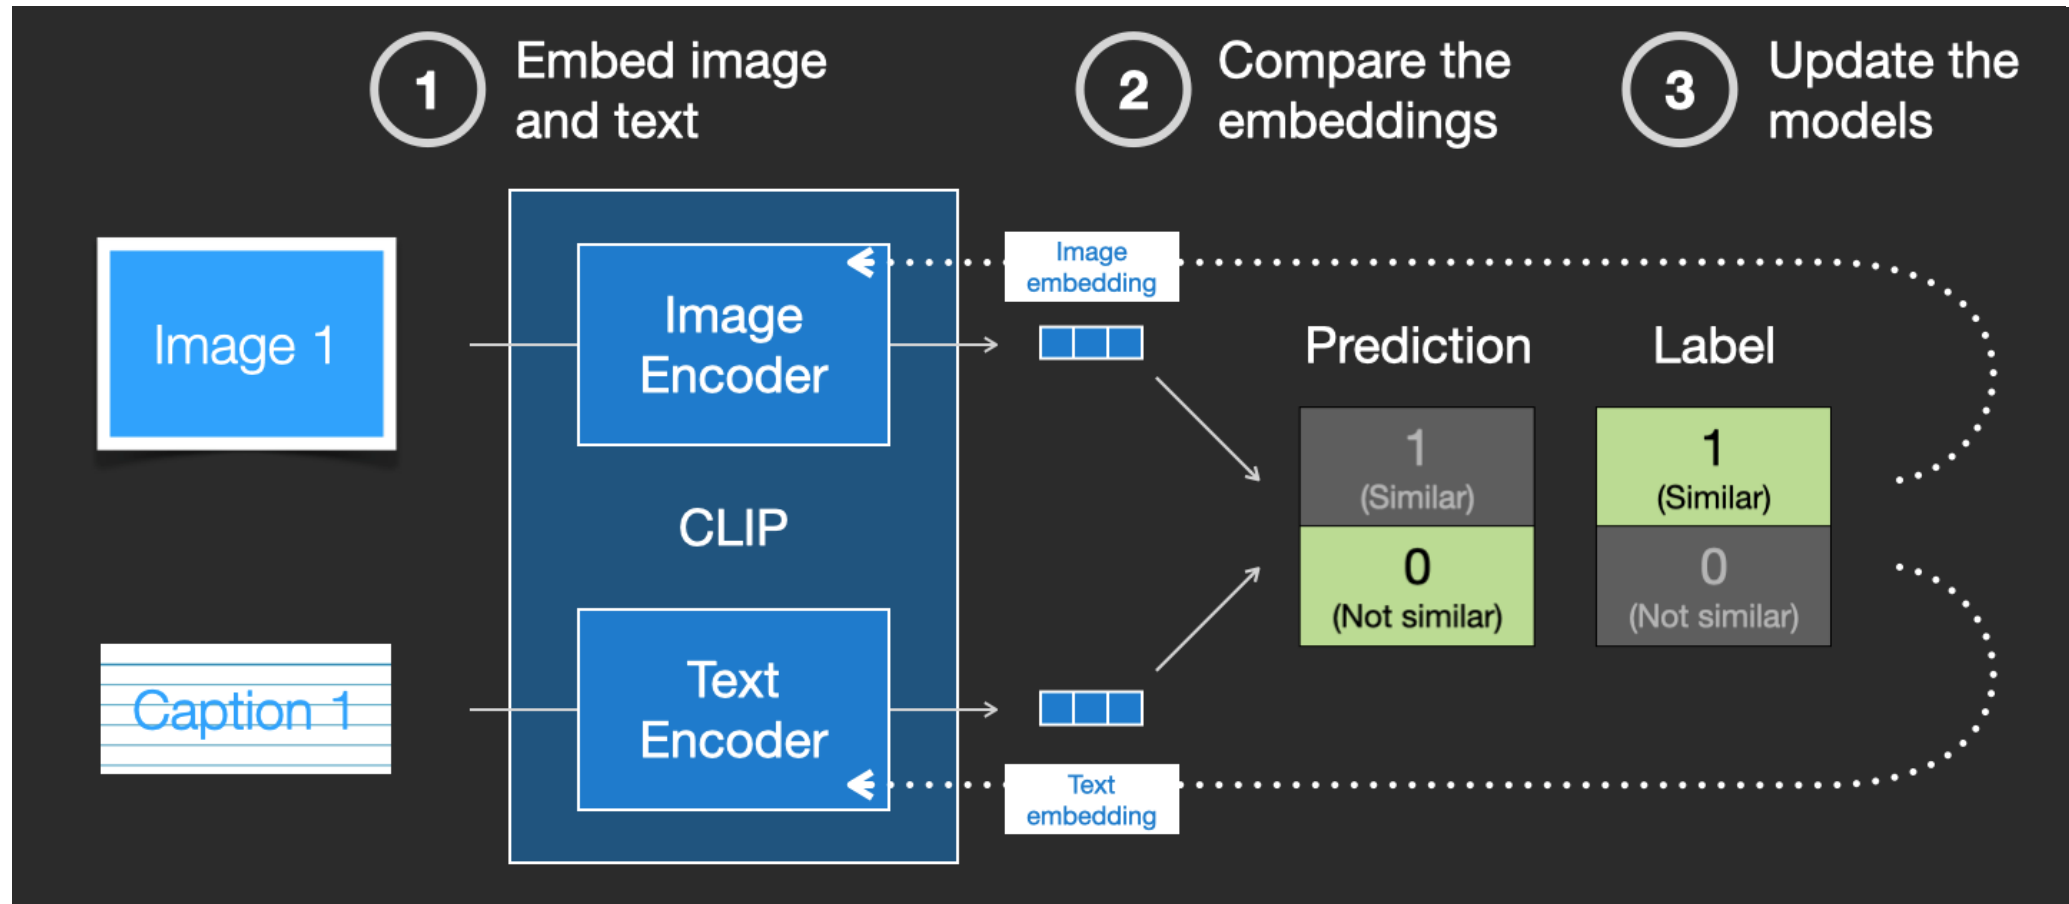 1
Embed image
and text
2
Compare the
embeddings
3
Update the
models
Image 1
Image
Encoder
CLIP
Caption 1
Text
Encoder
Image
embedding
Text
embedding
Prediction
1
(Similar)
0
(Not similar)
Label
1
(Similar)
0
(Not similar)